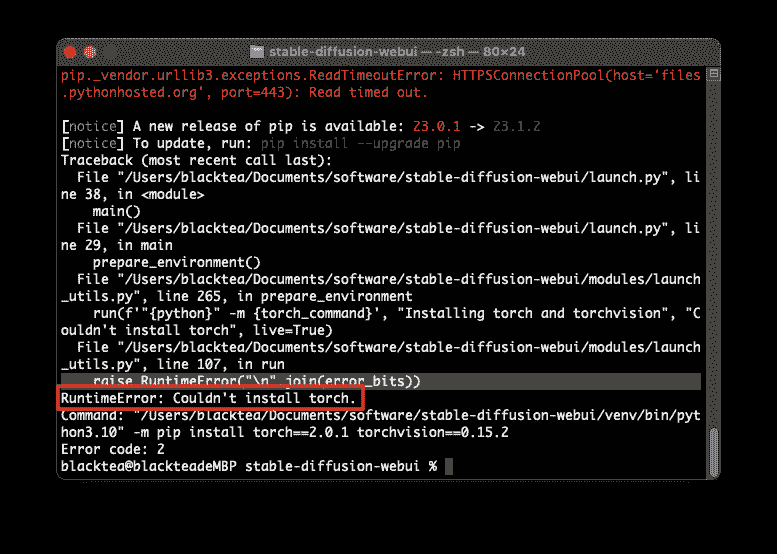 stable-diffusion-webui — -zsh — 80×24
pip._vendor.urllib3.exceptions.ReadTimeoutError: HTTPSConnectionPool(host='files
.pythonhosted.org', port=443): Read timed out.
[notice] A new release of pip is available: 23.0.1 -> 23.1.2
[notice] To update, run: pip install --upgrade pip
Traceback (most recent call last):
File "/Users/blacktea/Documents/software/stable-diffusion-webui/launch.py", li
ne 38, in <module>
main()
File "/Users/blacktea/Documents/software/stable-diffusion-webui/launch.py", li
ne 29, in main
prepare_environment()
File "/Users/blacktea/Documents/software/stable-diffusion-webui/modules/launch
_utils.py", line 265, in prepare_environment
run(f'"{python}" -m {torch_command}', "Installing torch and torchvision", "C
ouldn't install torch", live=True)
File "/Users/blacktea/Documents/software/stable-diffusion-webui/modules/launch
_utils.py", line 107, in run
raise RuntimeError("\n".join(error_bits))
RuntimeError: Couldn't install torch.
Command: "/Users/blacktea/Documents/software/stable-diffusion-webui/venv/bin/pyt
hon3.10" -m pip install torch==2.0.1 torchvision==0.15.2
Error code: 2
blacktea@blackteadeMBP stable-diffusion-webui %